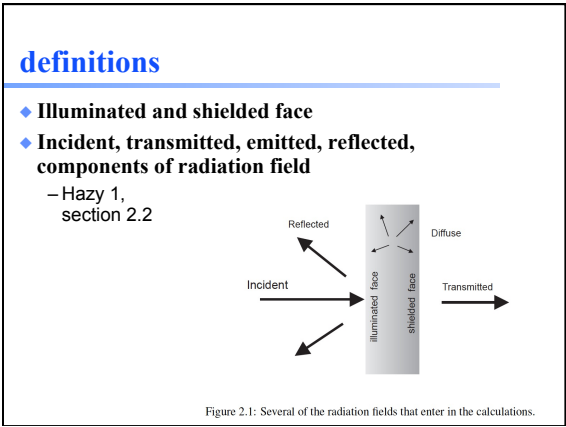 definitions
Illuminated and shielded face
Incident, transmitted, emitted, reflected,
components of radiation field
– Hazy 1,
section 2.2
Reflected
Diffuse
Incident
illuminated face
shielded face
Transmitted
Figure 2.1: Several of the radiation fields that enter in the calculations.